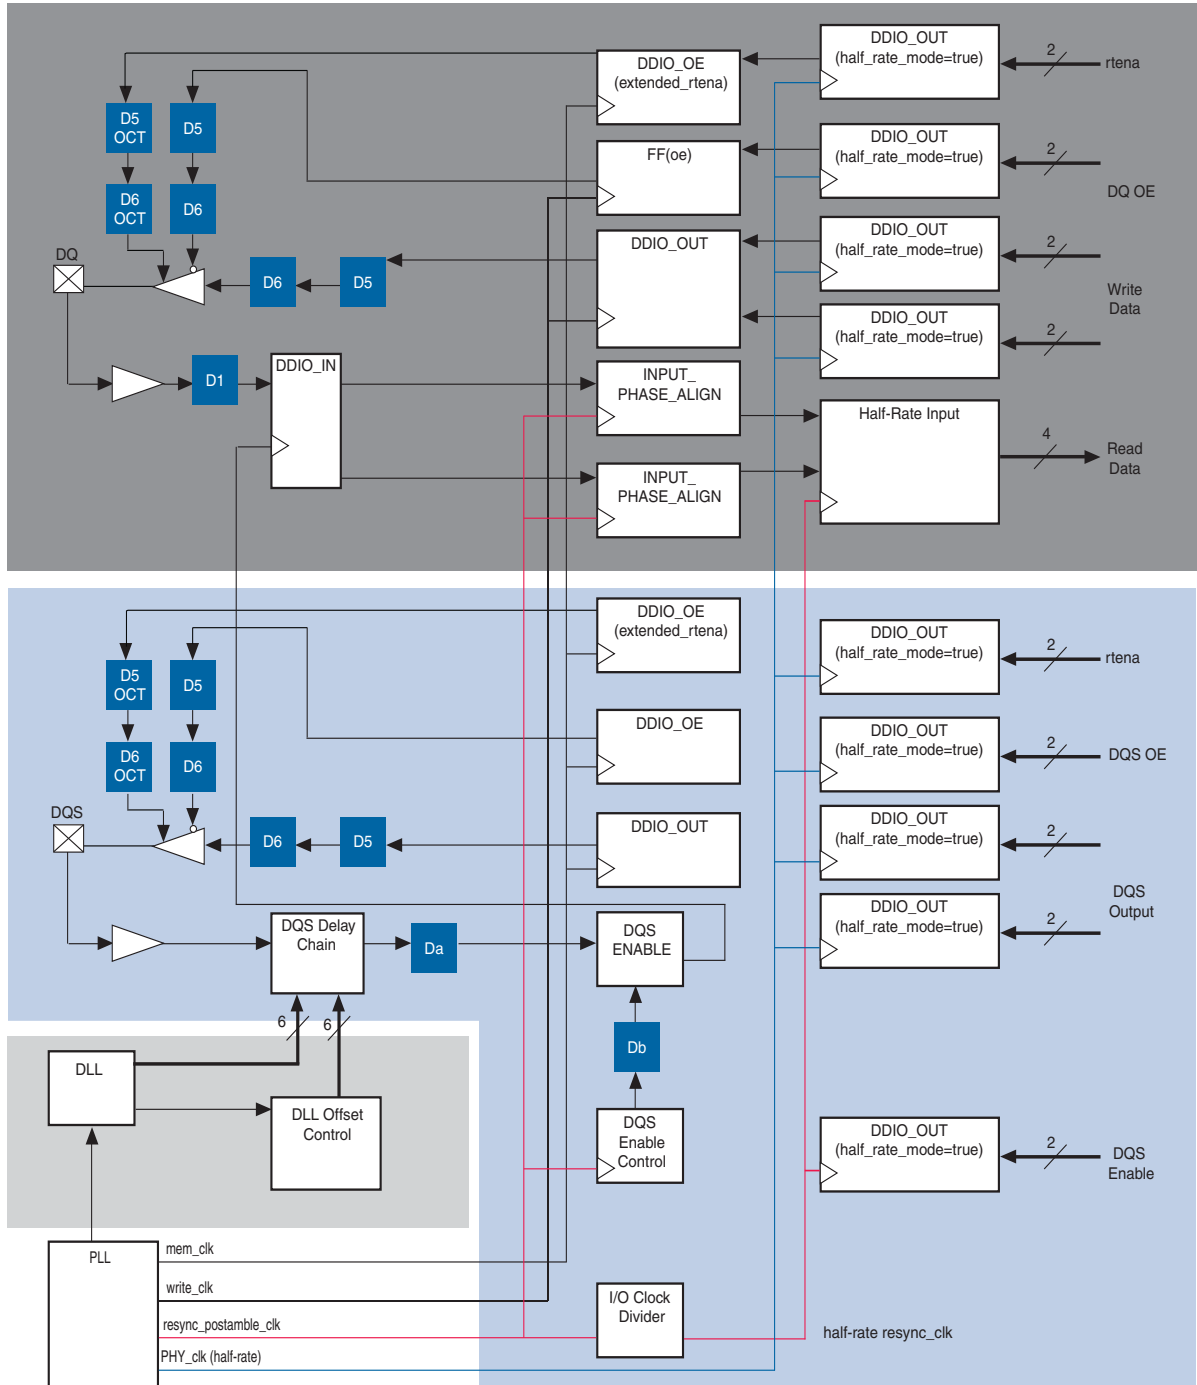 DDIO_OUT
(half_rate_mode=true)
2
rtena
DDIO_OE
(extended_rtena)
D5
OCT
D5
DDIO_OUT
(half_rate_mode=true)
2
DQ OE
FF(oe)
D6
OCT
D6
DDIO_OUT
(half_rate_mode=true)
2
DDIO_OUT
DQ
D6
D5
Write
Data
DDIO_OUT
(half_rate_mode=true)
2
D1
DDIO_IN
INPUT_
PHASE_ALIGN
Half-Rate Input
4
Read
Data
INPUT_
PHASE_ALIGN
DDIO_OE
(extended_rtena)
DDIO_OUT
(half_rate_mode=true)
2
rtena
D5
OCT
D5
DDIO_OE
DDIO_OUT
(half_rate_mode=true)
2
DQS OE
D6
OCT
D6
DQS
D6
D5
DDIO_OUT
DDIO_OUT
(half_rate_mode=true)
2
DQS
Output
DDIO_OUT
(half_rate_mode=true)
2
DQS Delay
Chain
Da
DQS
ENABLE
6
6
Db
DLL
DLL Offset
Control
DQS
Enable
Control
DDIO_OUT
(half_rate_mode=true)
2
DQS
Enable
PLL
mem_clk
write_clk
resync_postamble_clk
PHY_clk (half-rate)
I/O Clock
Divider
half-rate resync_clk